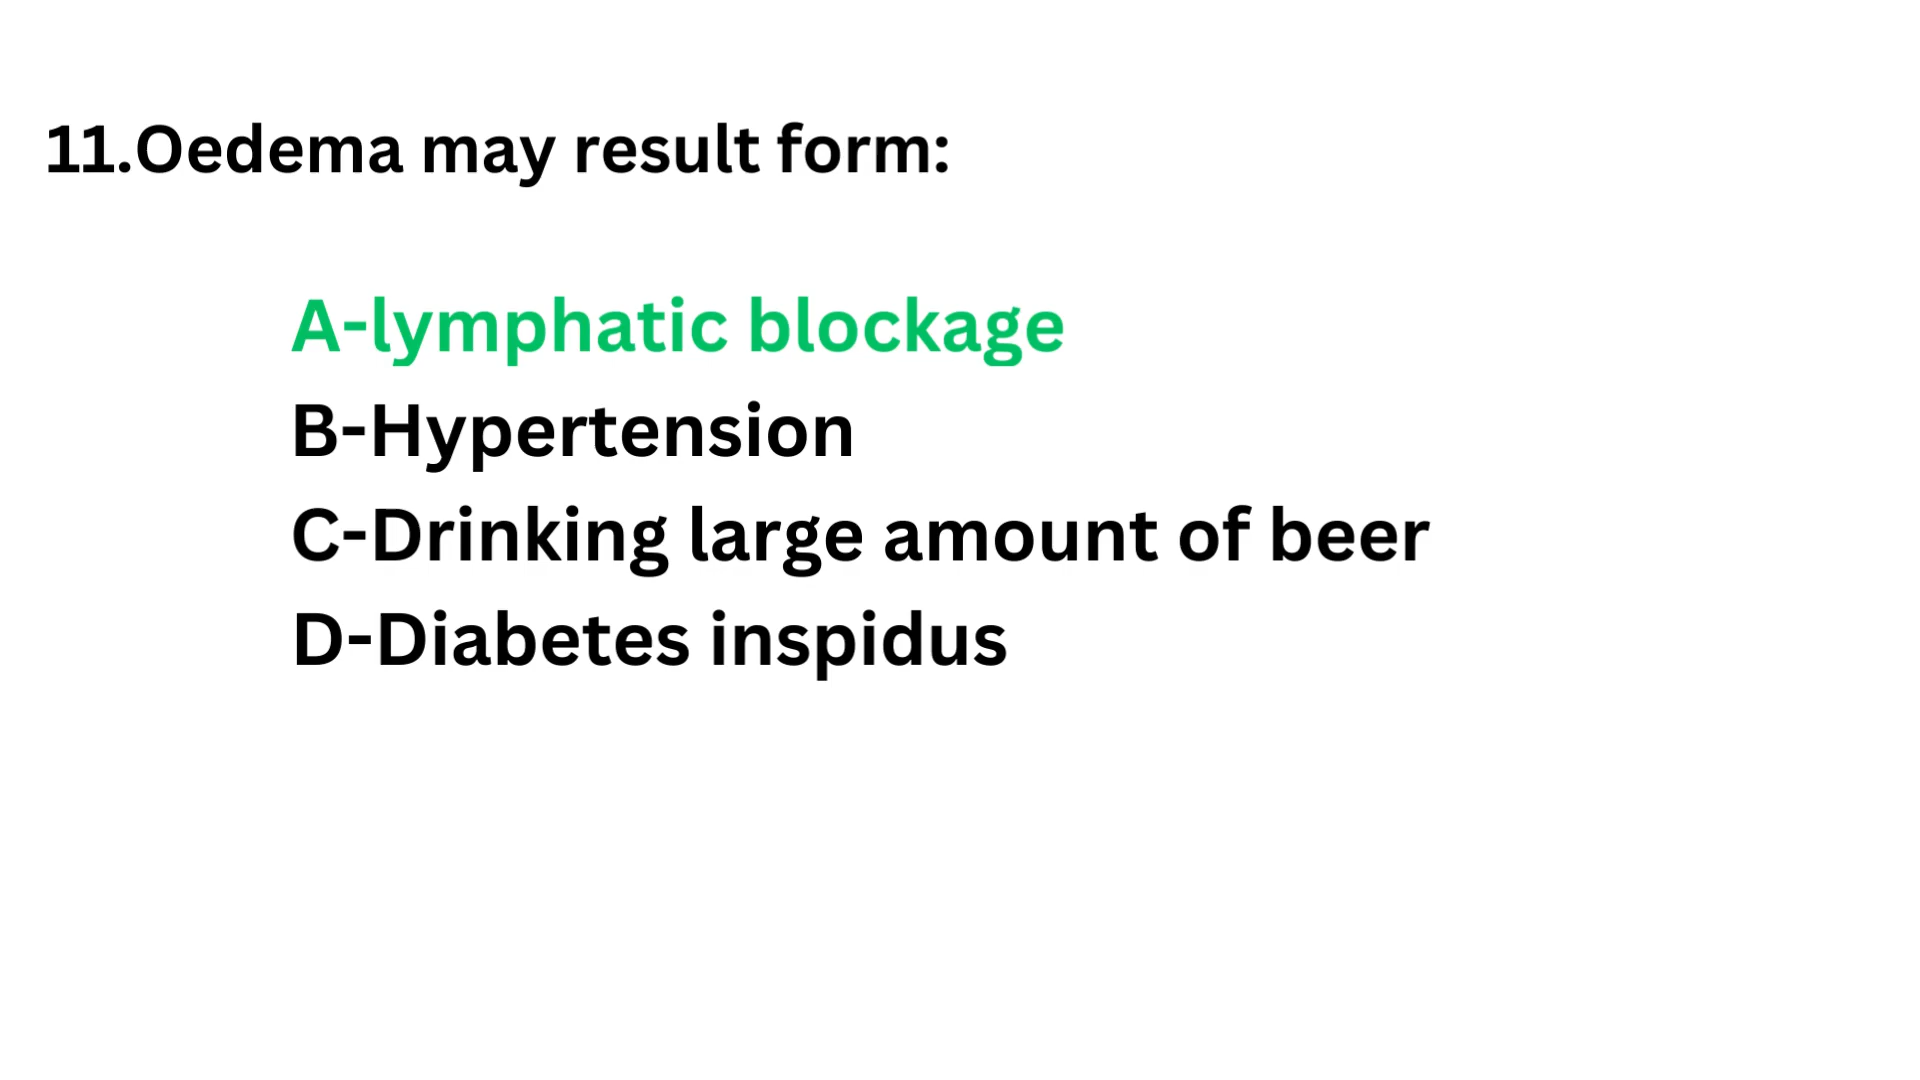 11.Oedema may result form:
A-lymphatic blockage
B-Hypertension
C-Drinking large amount of beer
D-Diabetes inspidus